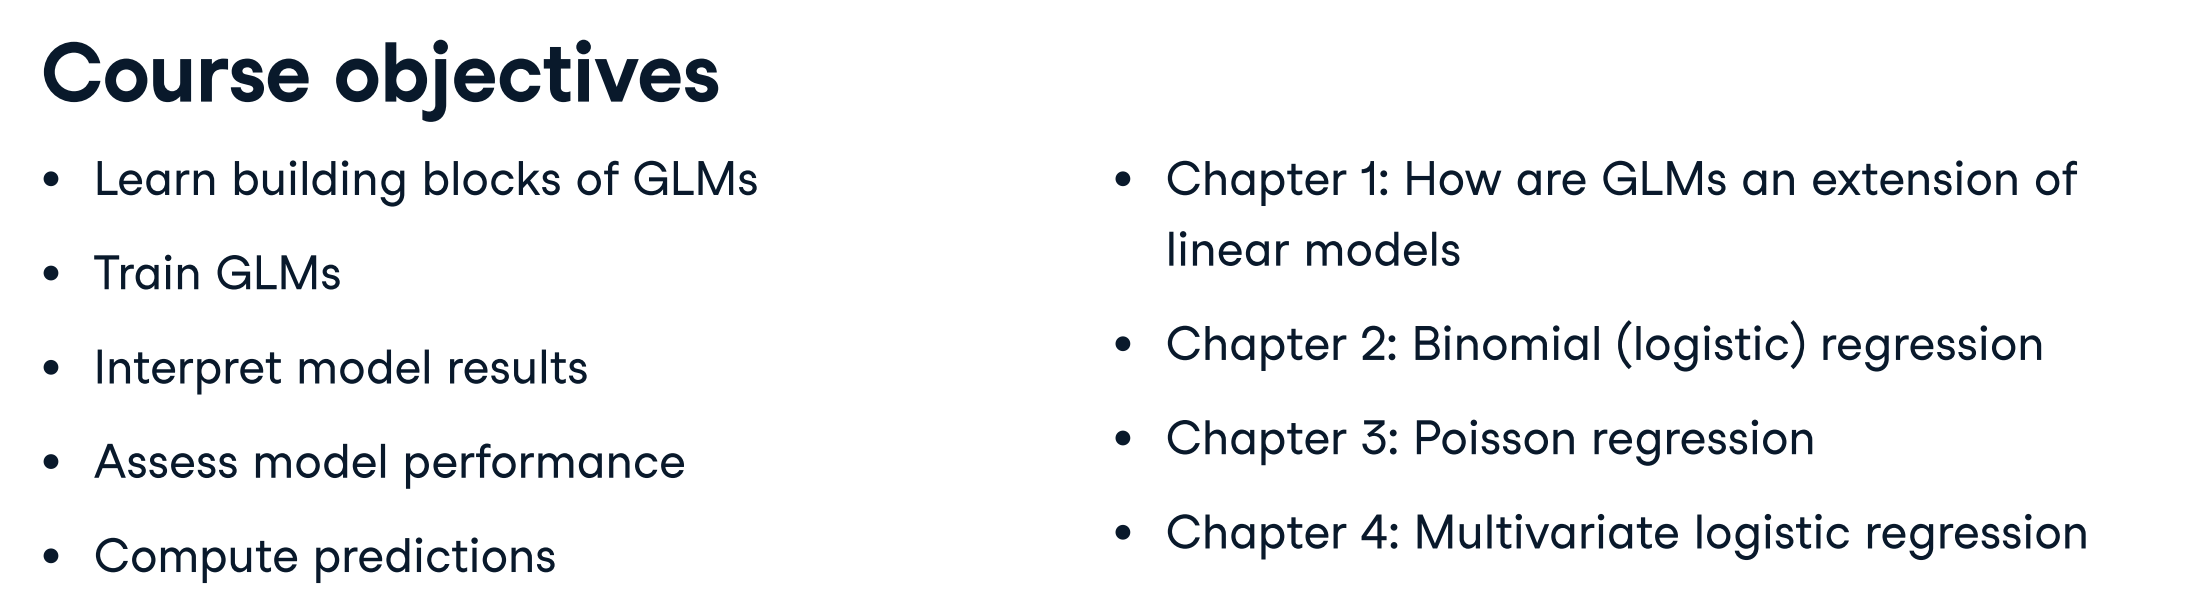 Course objectives
• Learn building blocks of GLMs
• Train GLMs
• Interpret model results
• Assess model performance
• Compute predictions
• Chapter 1: How are GLMs an extension of
linear models
• Chapter 2: Binomial (logistic) regression
• Chapter 3: Poisson regression
• Chapter 4: Multivariate logistic regression